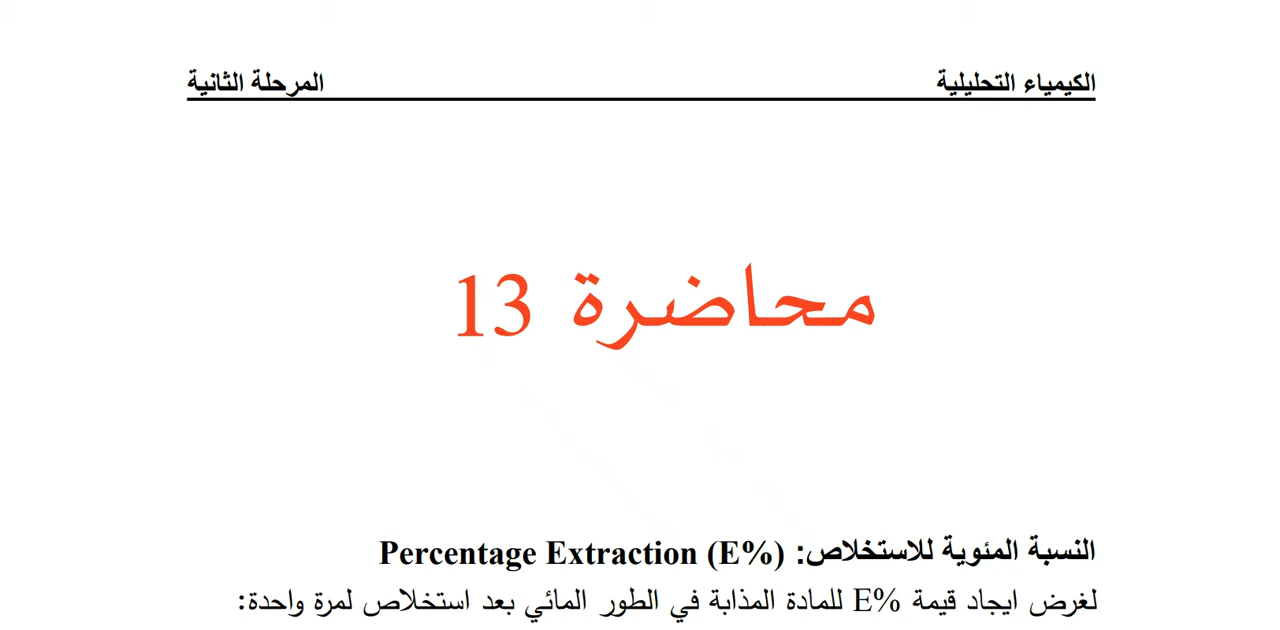 الكيمياء التحليلية المرحلة الثانية
محاضرة 13
النسبة المئوية للاستخلاص: Percentage Extraction (E%)
لغرض ايجاد قيمة E% للمادة المذابة في الطور المائي بعد استخلاص لمرة واحدة: